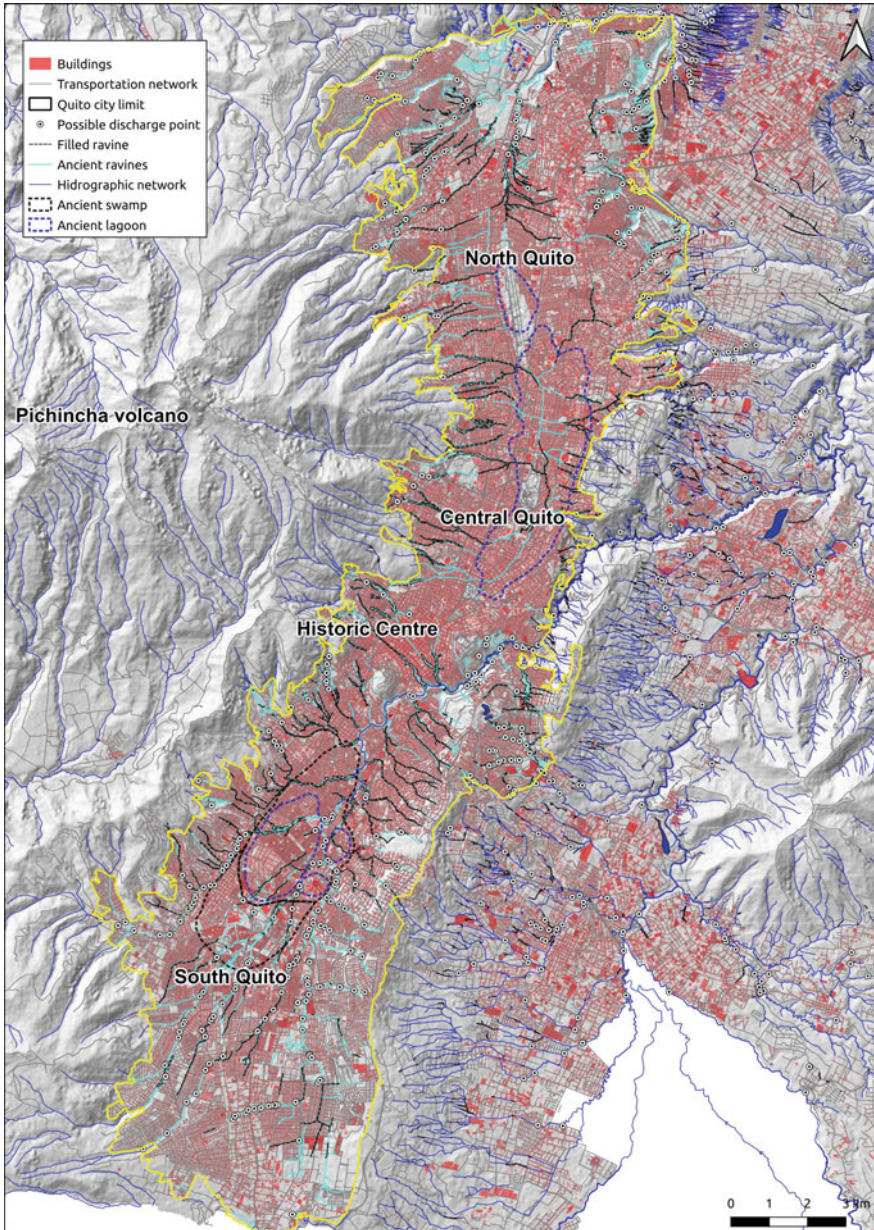 Buildings
Transportation network
Quito city limit
Possible discharge point
Filled ravine
Ancient ravines
Hidrographic network
Ancient swamp
Ancient lagoon
North Quito
Pichincha volcano
Central Quito
Historic Centre
South Quito
0 1 2 3 km